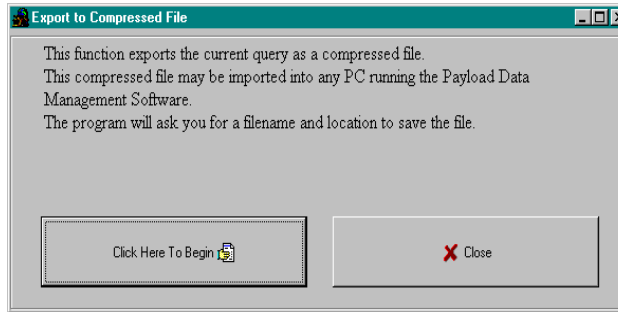 Export to Compressed File
This function exports the current query as a compressed file.
This compressed file may be imported into any PC running the Payload Data
Management Software.
The program will ask you for a filename and location to save the file.
Click Here To Begin
Close